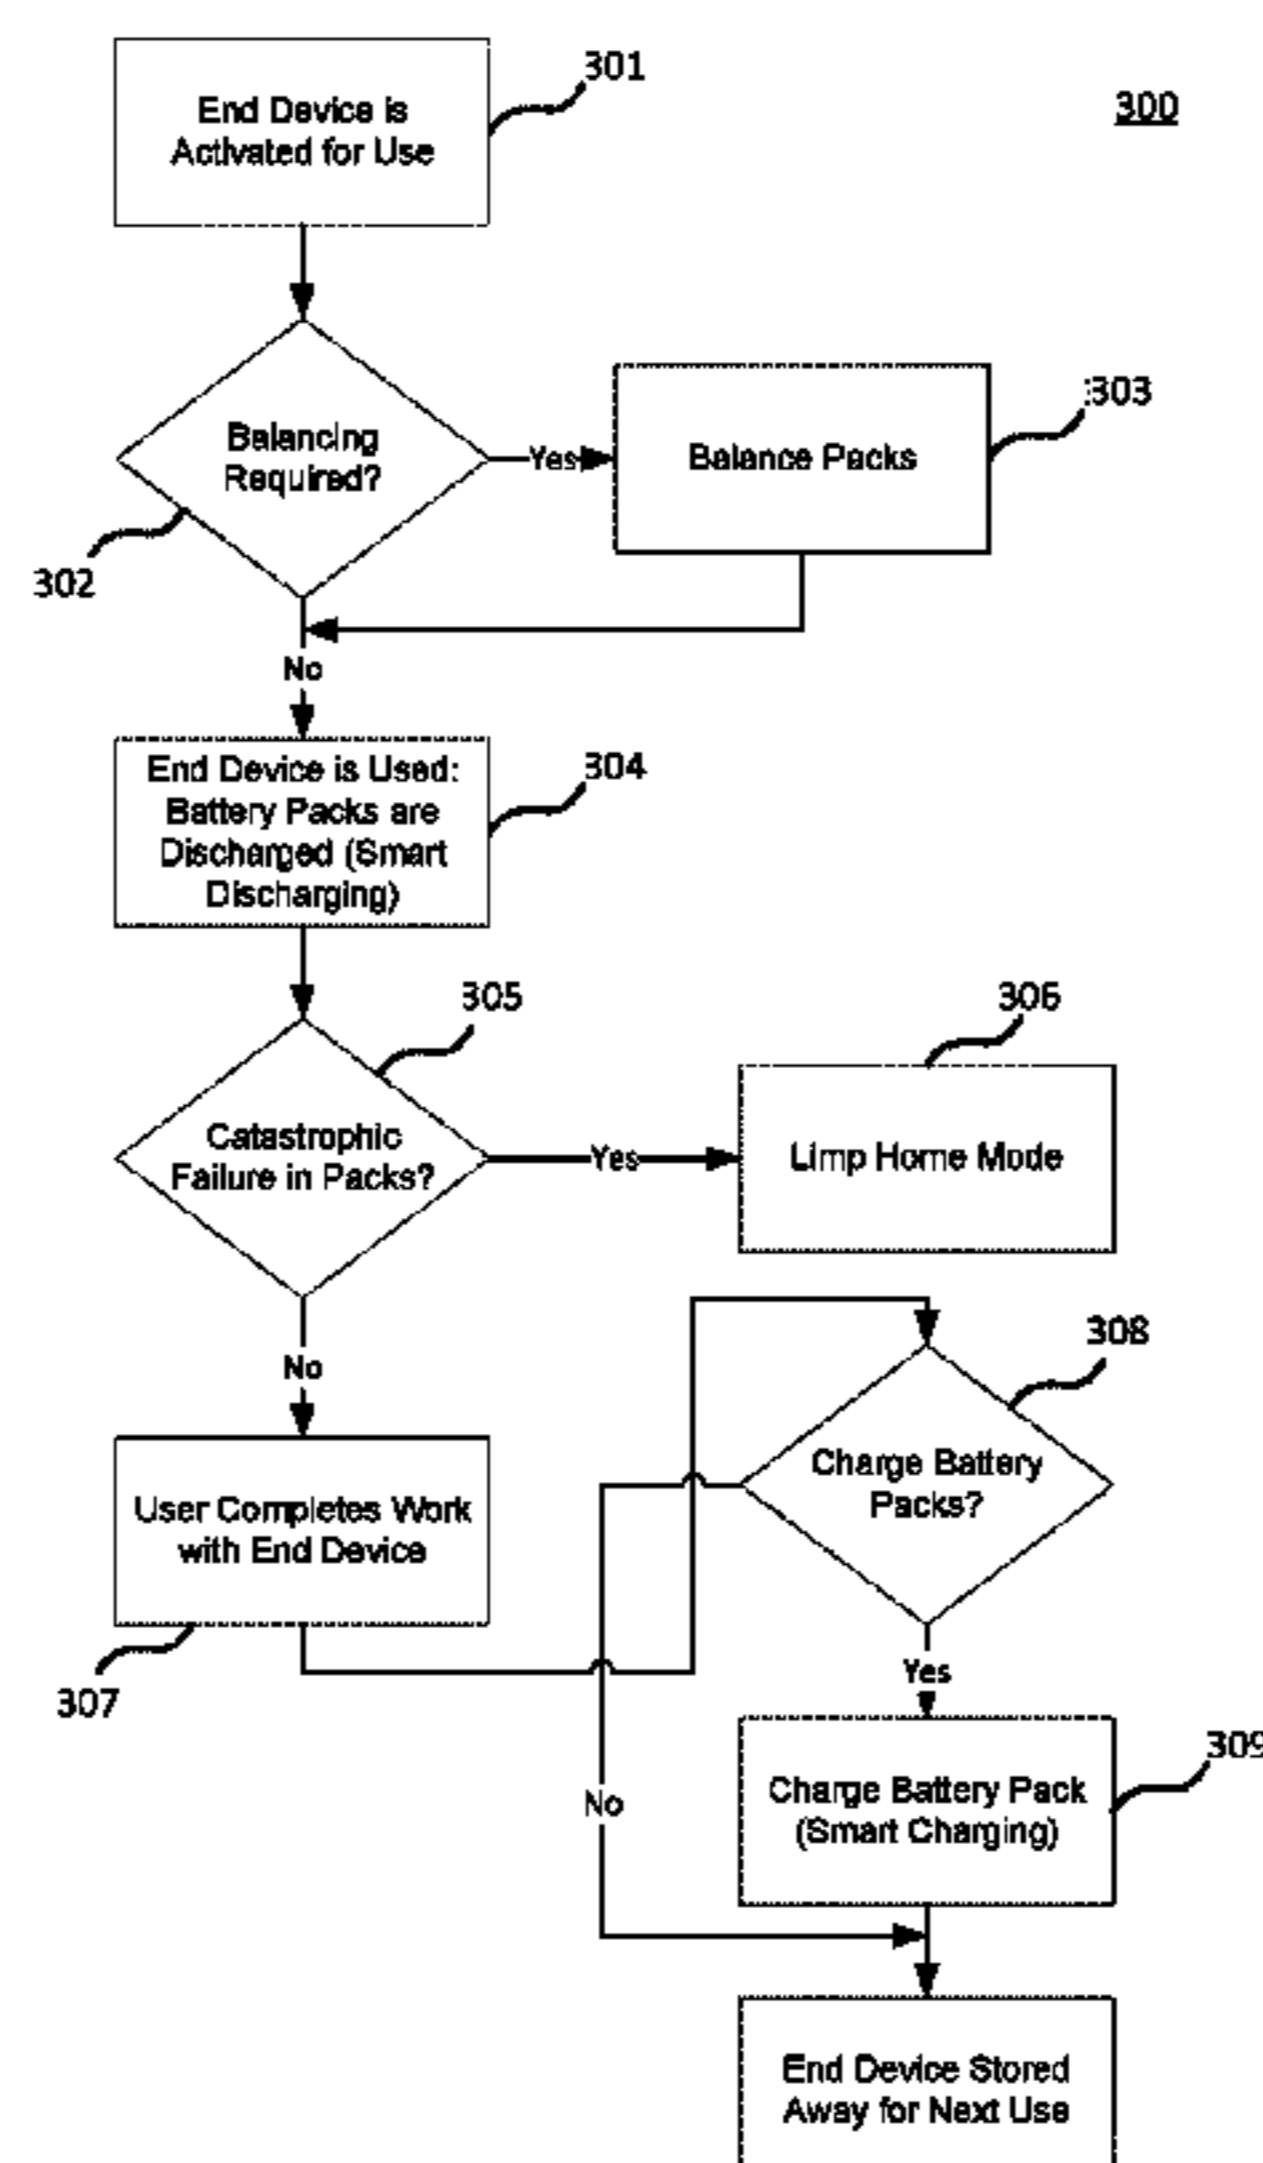 301
300
End Device is
Activated for Use
303
Balancing
Required?
Yes
Balance Packs
302
No
304
End Device is Used:
Battery Packs are
Discharged (Smart
Discharging)
305
306
Catastrophic
Failure in Packs?
Yes
Limp Home Mode
308
No
Charge Battery
Packs?
User Completes Work
with End Device
307
Yes
309
No
Charge Battery Pack
(Smart Charging)
End Device Stored
Away for Next Use